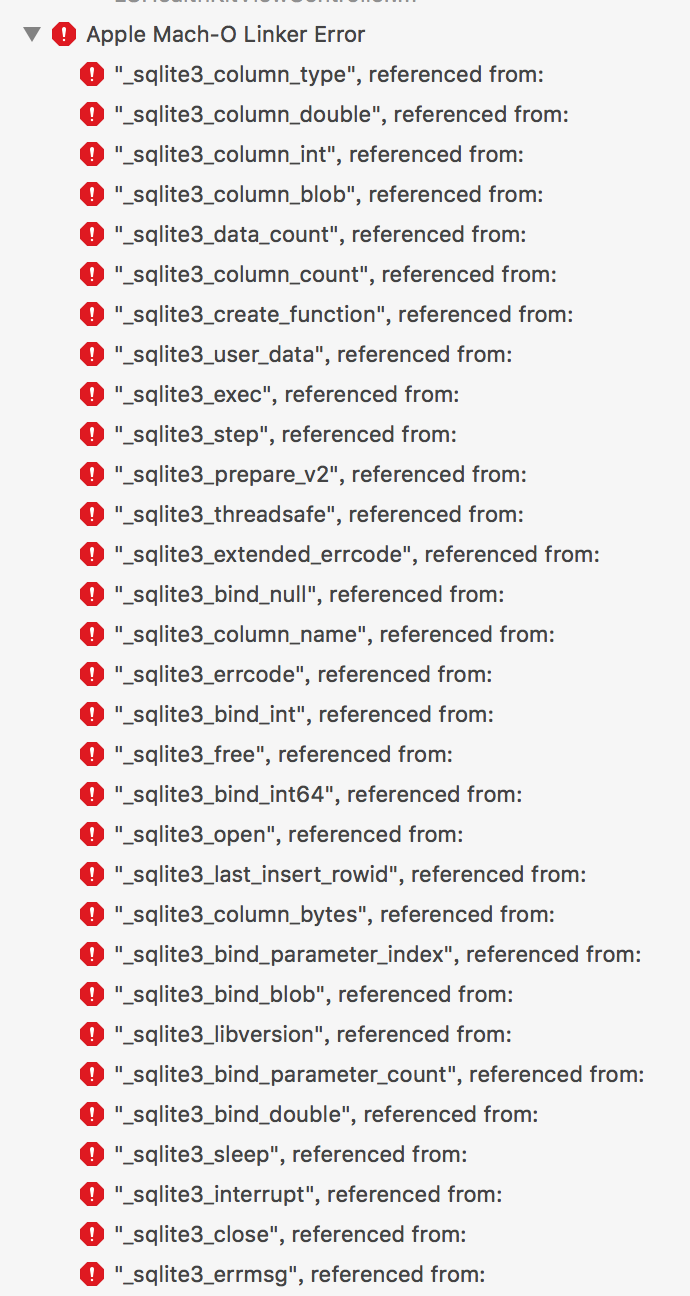 Apple Mach-O Linker Error
"_sqlite3_column_type", referenced from:
"_sqlite3_column_double", referenced from:
"_sqlite3_column_int", referenced from:
"_sqlite3_column_blob", referenced from:
"_sqlite3_data_count", referenced from:
"_sqlite3_column_count", referenced from:
"_sqlite3_create_function", referenced from:
"_sqlite3_user_data", referenced from:
"_sqlite3_exec", referenced from:
"_sqlite3_step", referenced from:
"_sqlite3_prepare_v2", referenced from:
"_sqlite3_threadsafe", referenced from:
"_sqlite3_extended_errcode", referenced from:
"_sqlite3_bind_null", referenced from:
"_sqlite3_column_name", referenced from:
"_sqlite3_errcode", referenced from:
"_sqlite3_bind_int", referenced from:
"_sqlite3_free", referenced from:
"_sqlite3_bind_int64", referenced from:
"_sqlite3_open", referenced from:
"_sqlite3_last_insert_rowid", referenced from:
"_sqlite3_column_bytes", referenced from:
"_sqlite3_bind_parameter_index", referenced from:
"_sqlite3_bind_blob", referenced from:
"_sqlite3_libversion", referenced from:
"_sqlite3_bind_parameter_count", referenced from:
"_sqlite3_bind_double", referenced from:
"_sqlite3_sleep", referenced from:
"_sqlite3_interrupt", referenced from:
"_sqlite3_close", referenced from:
"_sqlite3_errmsg", referenced from: